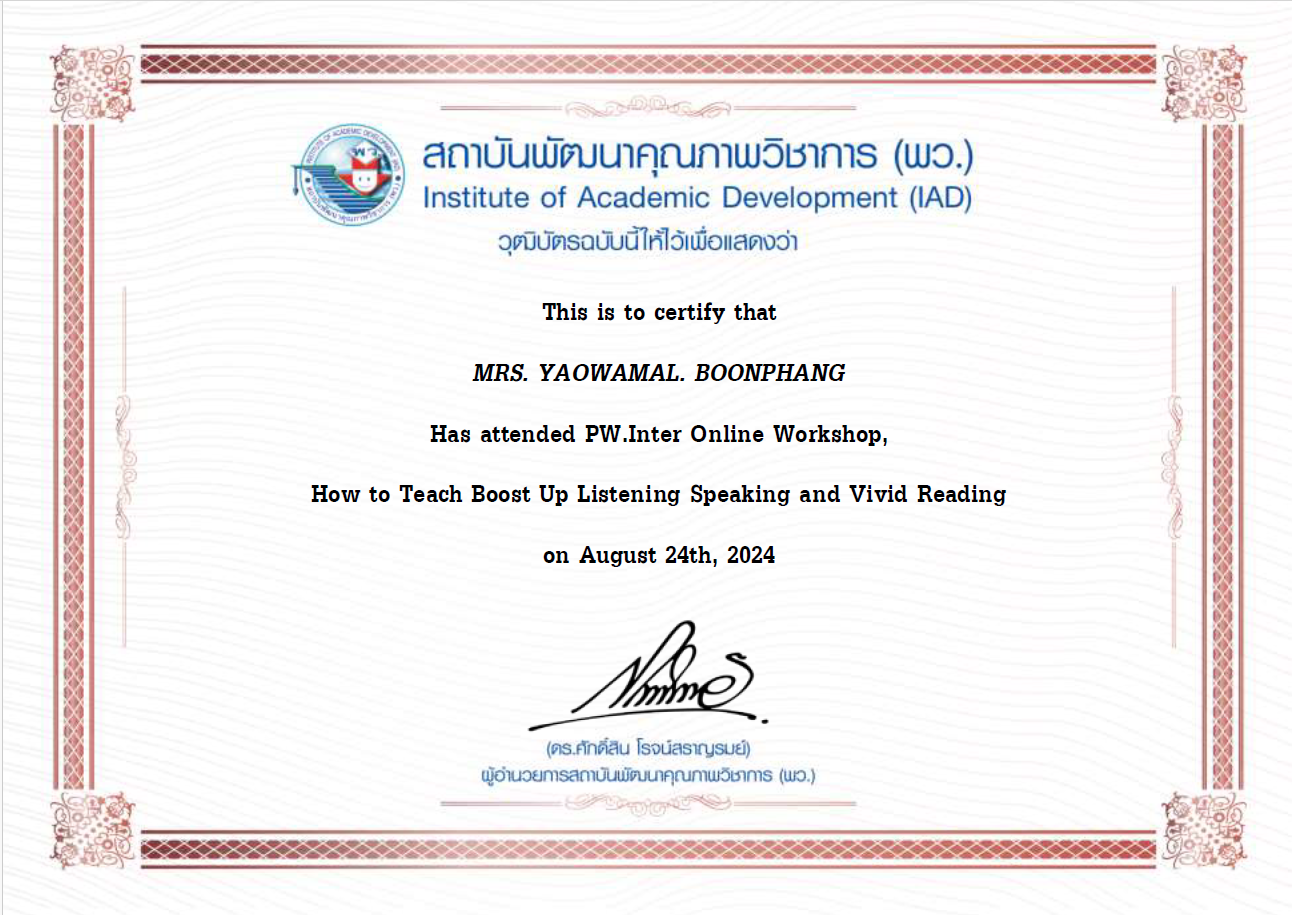 สถาบันพัฒนาคุณภาพวิชาการ (พว.)
Institute of Academic Development (IAD)
วุฒิบัตรฉบับนี้ให้ไว้เพื่อแสดงว่า
This is to certify that
MRS. YAOWAMAL. BOONPHANG
Has attended PW.Inter Online Workshop,
How to Teach Boost Up Listening Speaking and Vivid Reading
on August 24th, 2024
(ดร.ศักดิ์สิน โรจน์สราญรมย์)
ผู้อำนวยการสถาบันพัฒนาคุณภาพวิชาการ (พว.)